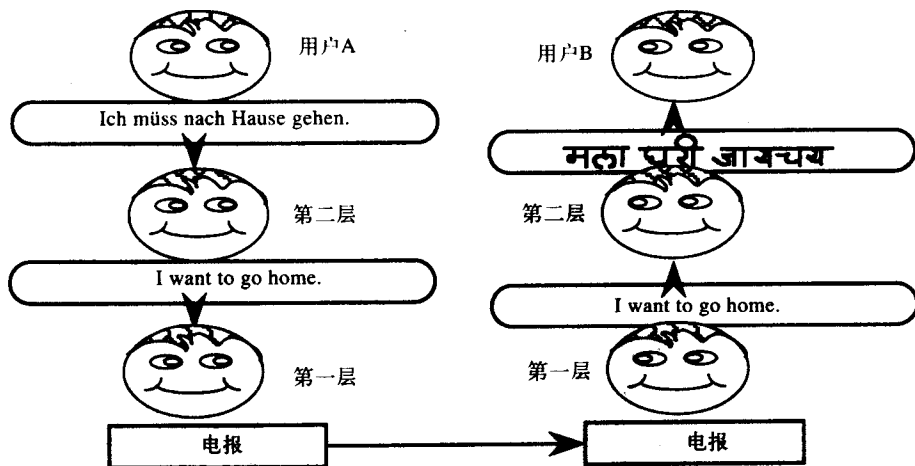 用户A
用户B
Ich müss nach Hause gehen.
मला घरी जायचय
第二层
第二层
I want to go home.
I want to go home.
第一层
第一层
电报
电报